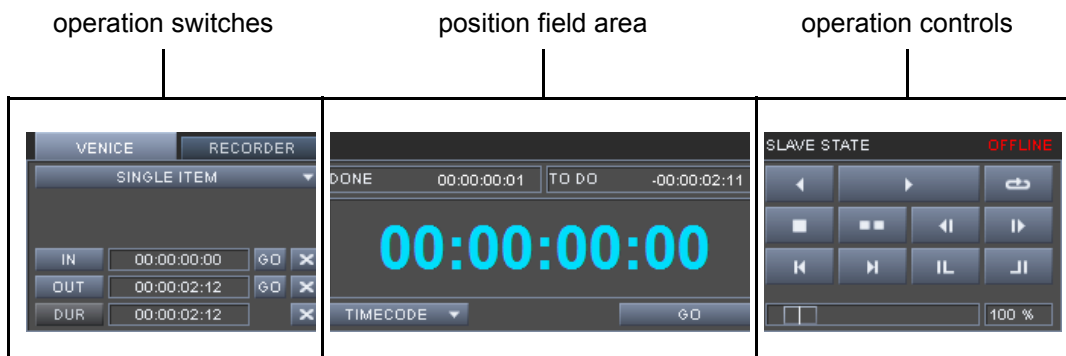 operation switches
position field area
operation controls
VENICE
RECORDER
SINGLE ITEM
IN 00:00:00:00 GO
OUT 00:00:02:12 GO
DUR 00:00:02:12
DONE 00:00:00:01 TO DO -00:00:02:11
00:00:00:00
TIMECODE GO
SLAVE STATE OFFLINE
100 %